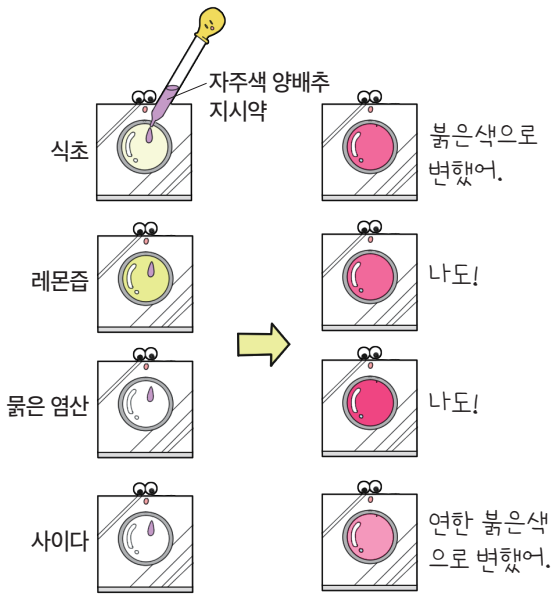 자주색 양배추
지시약
식초
붉은색으로
변했어.
레몬즙
나도!
묽은 염산
나도!
사이다
연한 붉은색
으로 변했어.